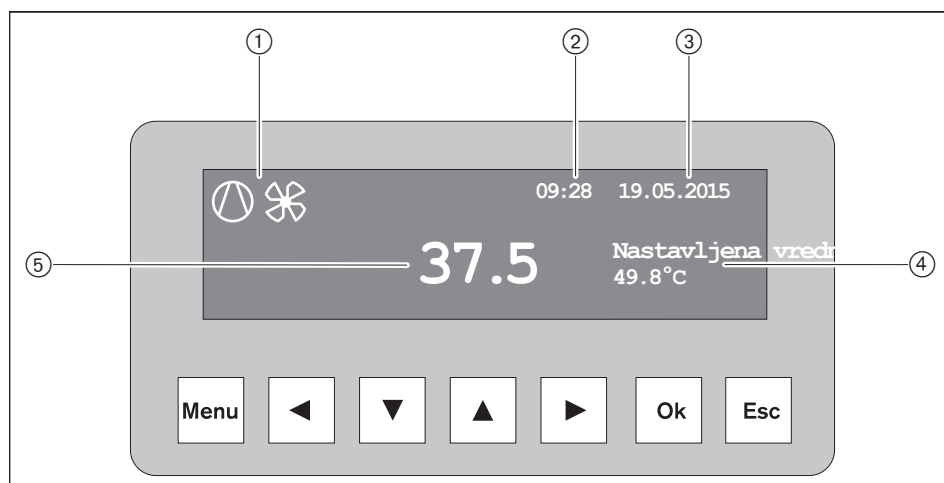 ① ② ③
09:28 19.05.2015
37.5 Nastavljena vredn
49.8°C
⑤ ④
Menu ◀ ▼ ▲ ▶ Ok Esc